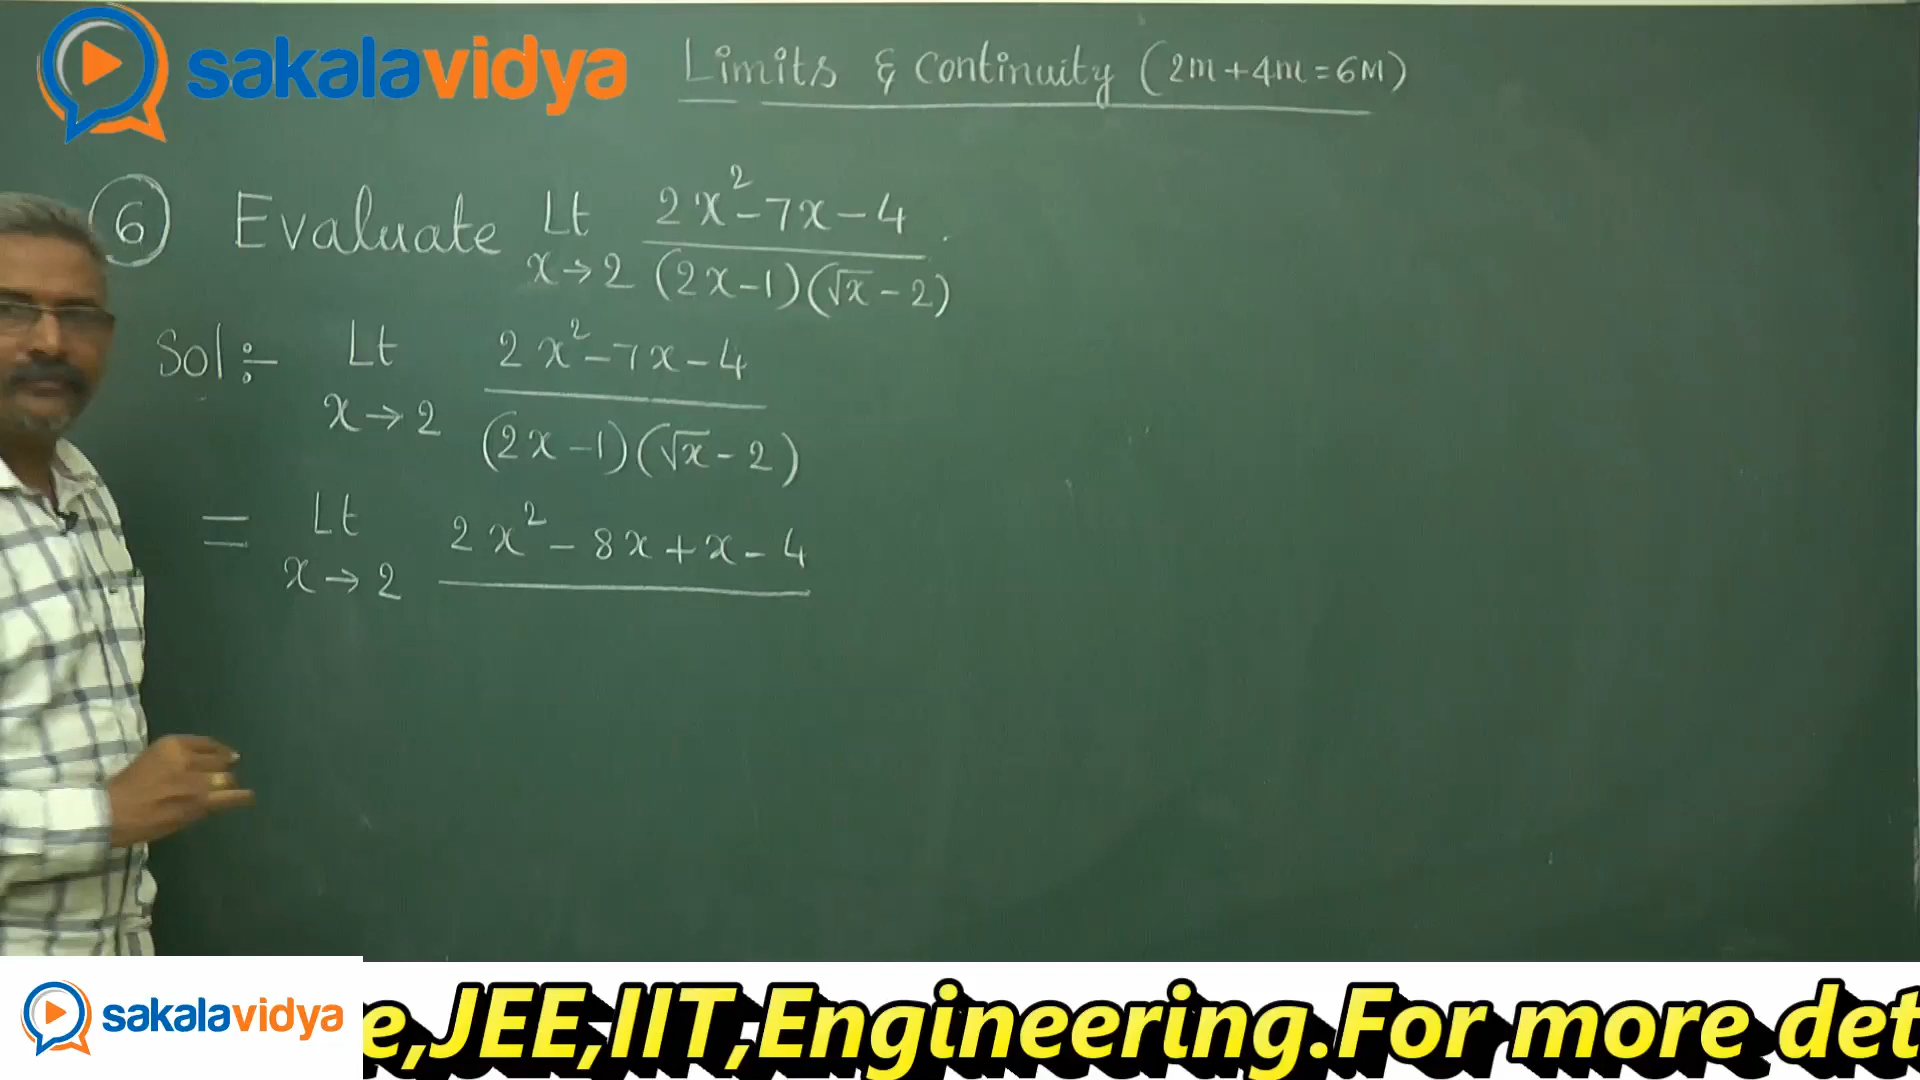 sakalavidya
Limits & continuity (2m+4m=6M)
6 Evaluate Lt x→2 (2x²-7x-4)/((2x-1)(√x-2)).
Sol:- Lt x→2 (2x²-7x-4)/((2x-1)(√x-2))
= Lt x→2 2x²-8x+x-4
sakalavidya
e,JEE,IIT,Engineering.For more det